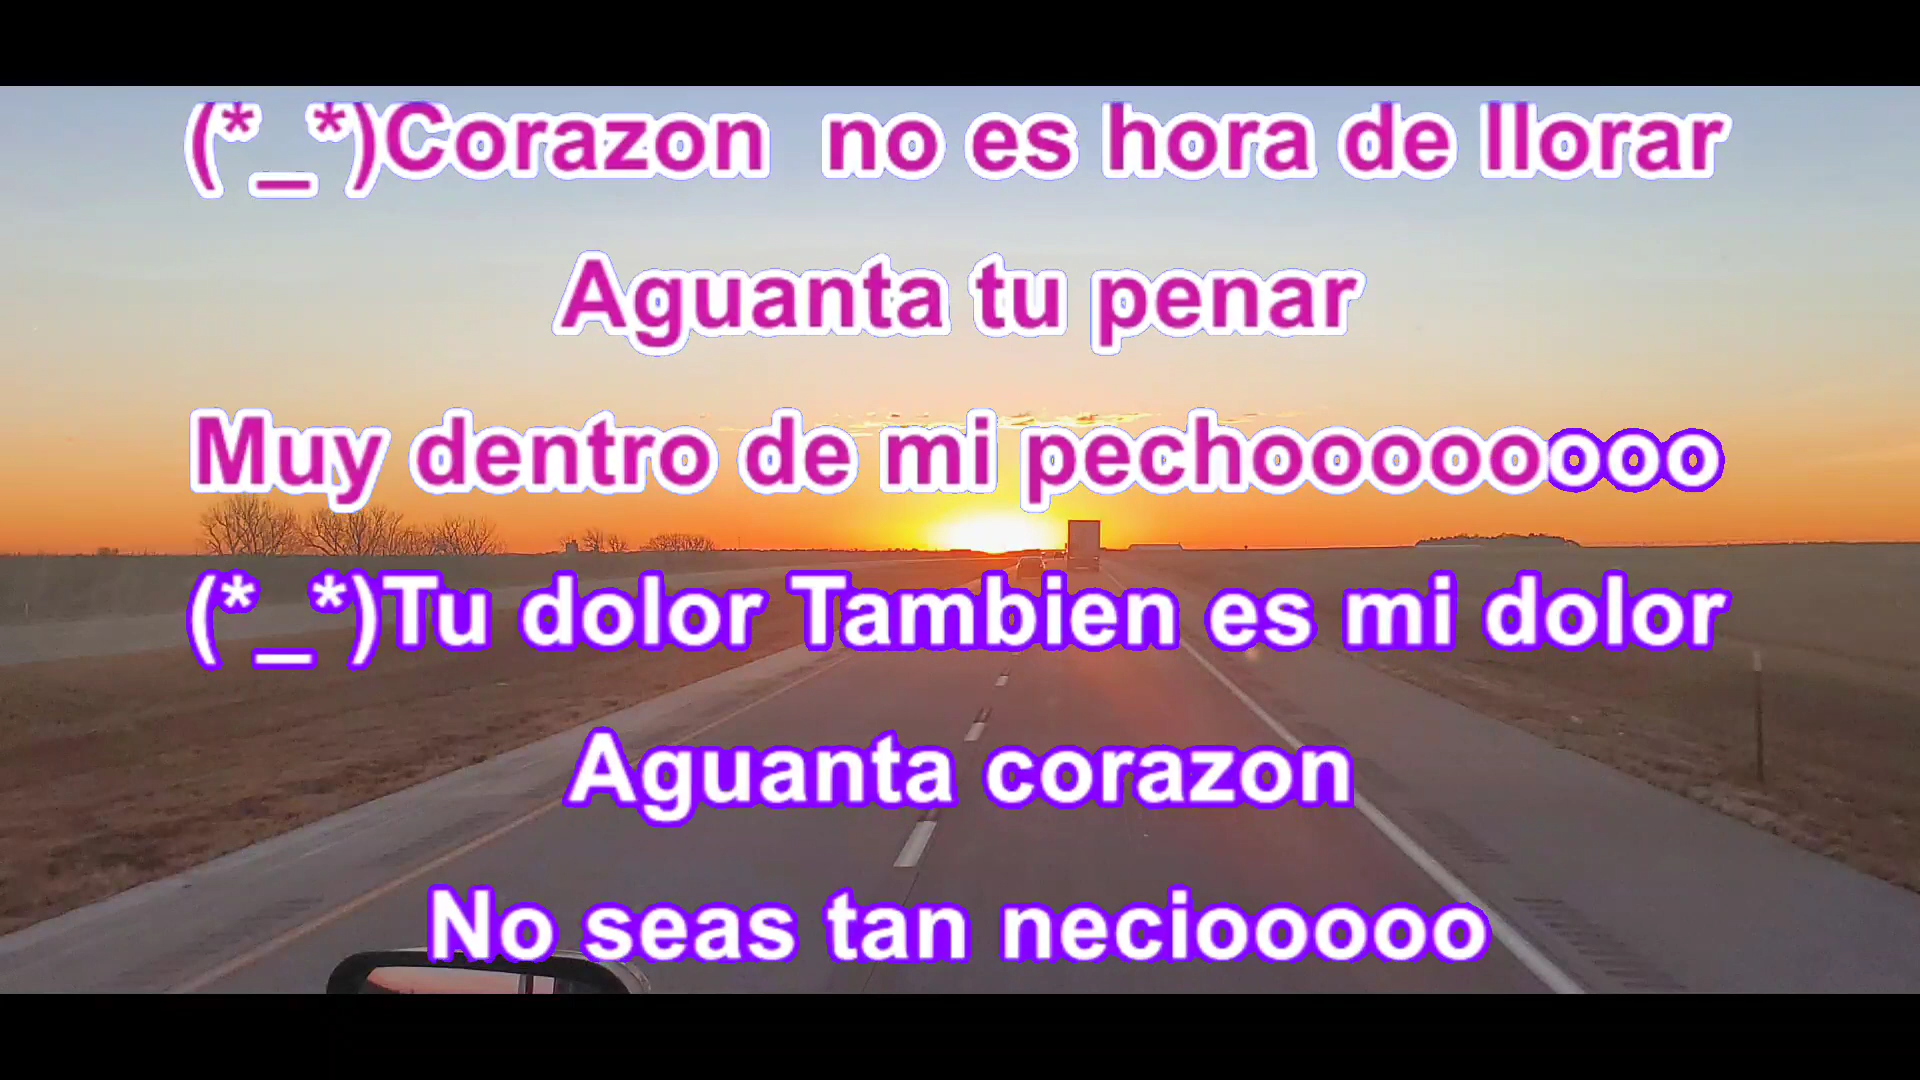 (*_*)Corazon  no es hora de llorar
Aguanta tu penar
Muy dentro de mi pechooooooooo
(*_*)Tu dolor Tambien es mi dolor
Aguanta corazon
No seas tan neciooooo